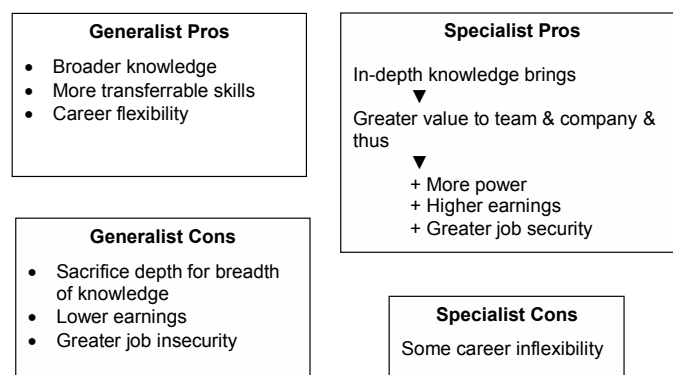 Generalist Pros
• Broader knowledge
• More transferrable skills
• Career flexibility
Specialist Pros
In-depth knowledge brings
▼
Greater value to team & company &
thus
▼
+ More power
+ Higher earnings
+ Greater job security
Generalist Cons
• Sacrifice depth for breadth
of knowledge
• Lower earnings
• Greater job insecurity
Specialist Cons
Some career inflexibility